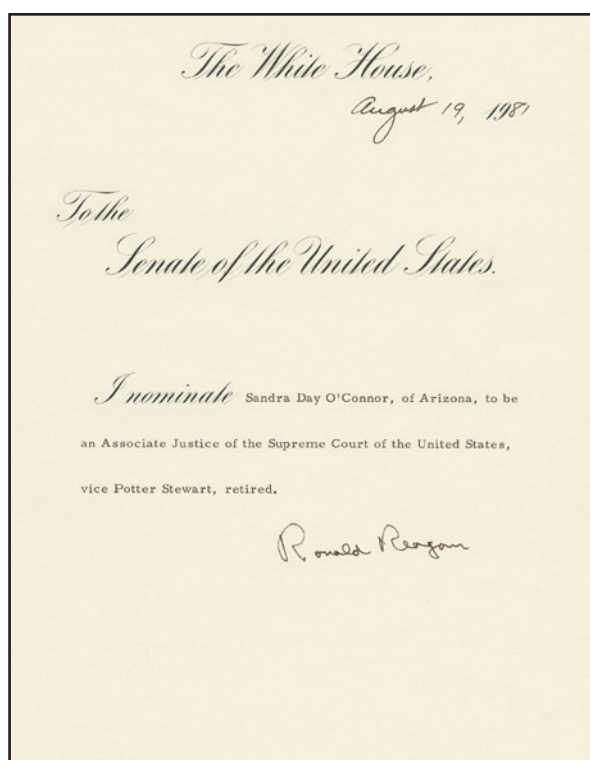 The White House,
August 19, 1981
To the
Senate of the United States.
I nominate Sandra Day O'Connor, of Arizona, to be
an Associate Justice of the Supreme Court of the United States,
vice Potter Stewart, retired.
Ronald Reagan